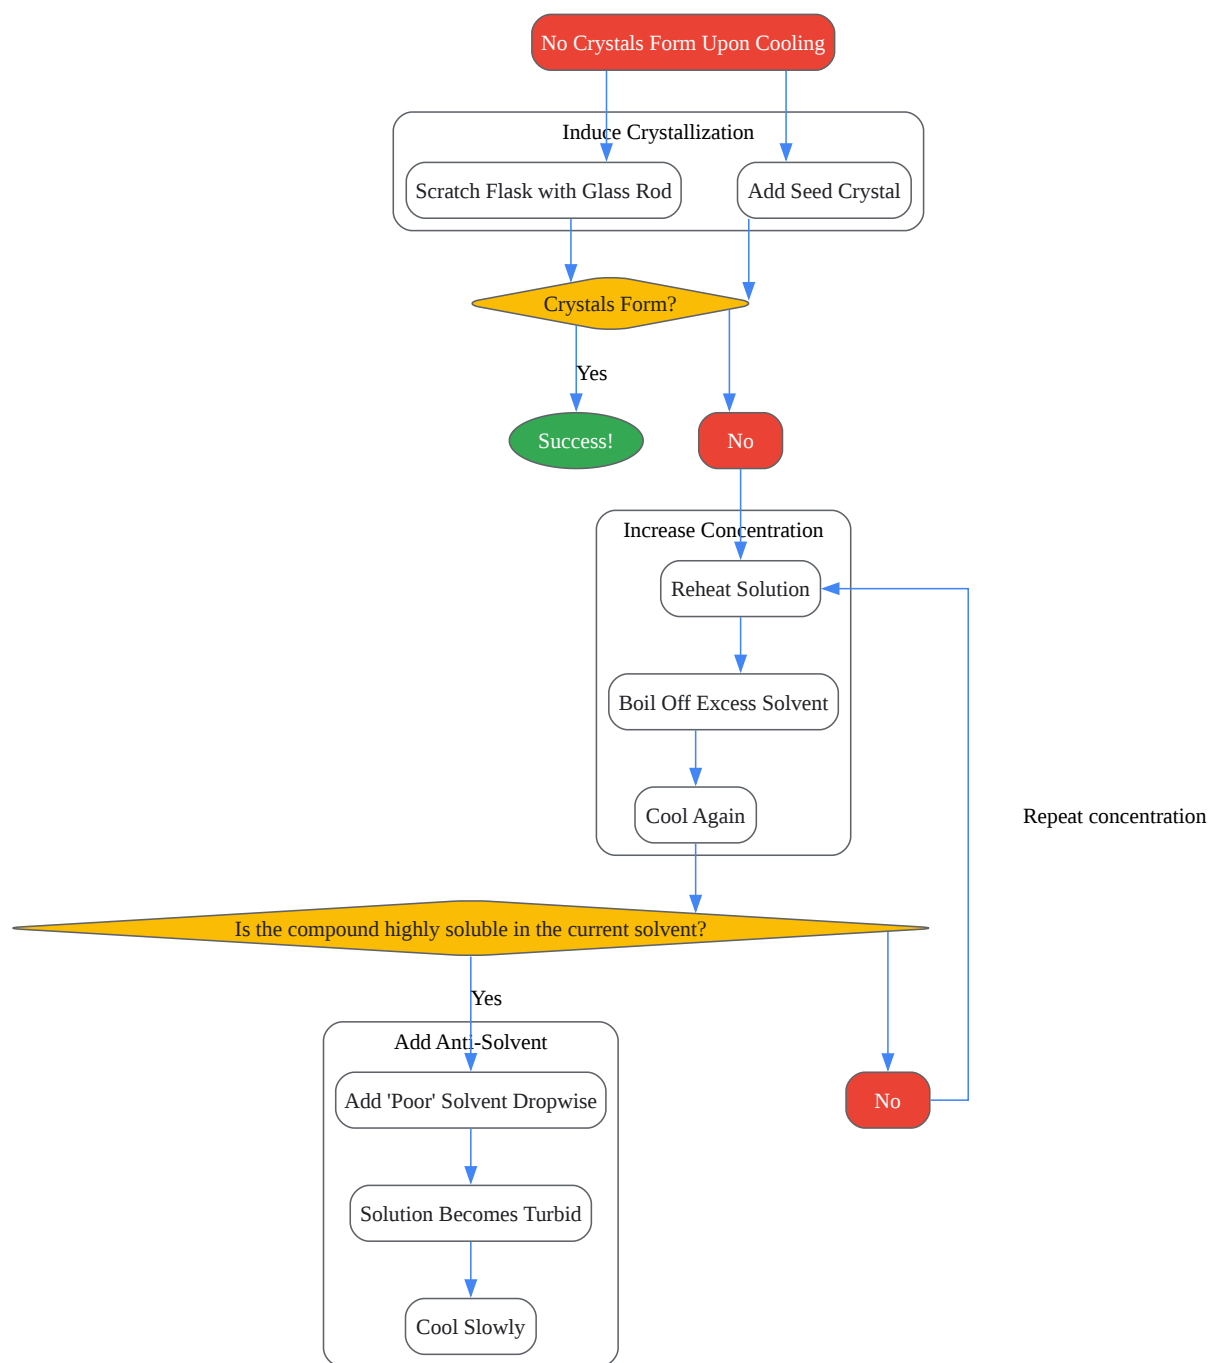 No Crystals Form Upon Cooling
Induce Crystallization
Scratch Flask with Glass Rod
Add Seed Crystal
Crystals Form?
Yes
Success!
No
Increase Concentration
Reheat Solution
Boil Off Excess Solvent
Cool Again
Repeat concentration
Is the compound highly soluble in the current solvent?
Yes
Add Anti-Solvent
Add 'Poor' Solvent Dropwise
No
Solution Becomes Turbid
Cool Slowly